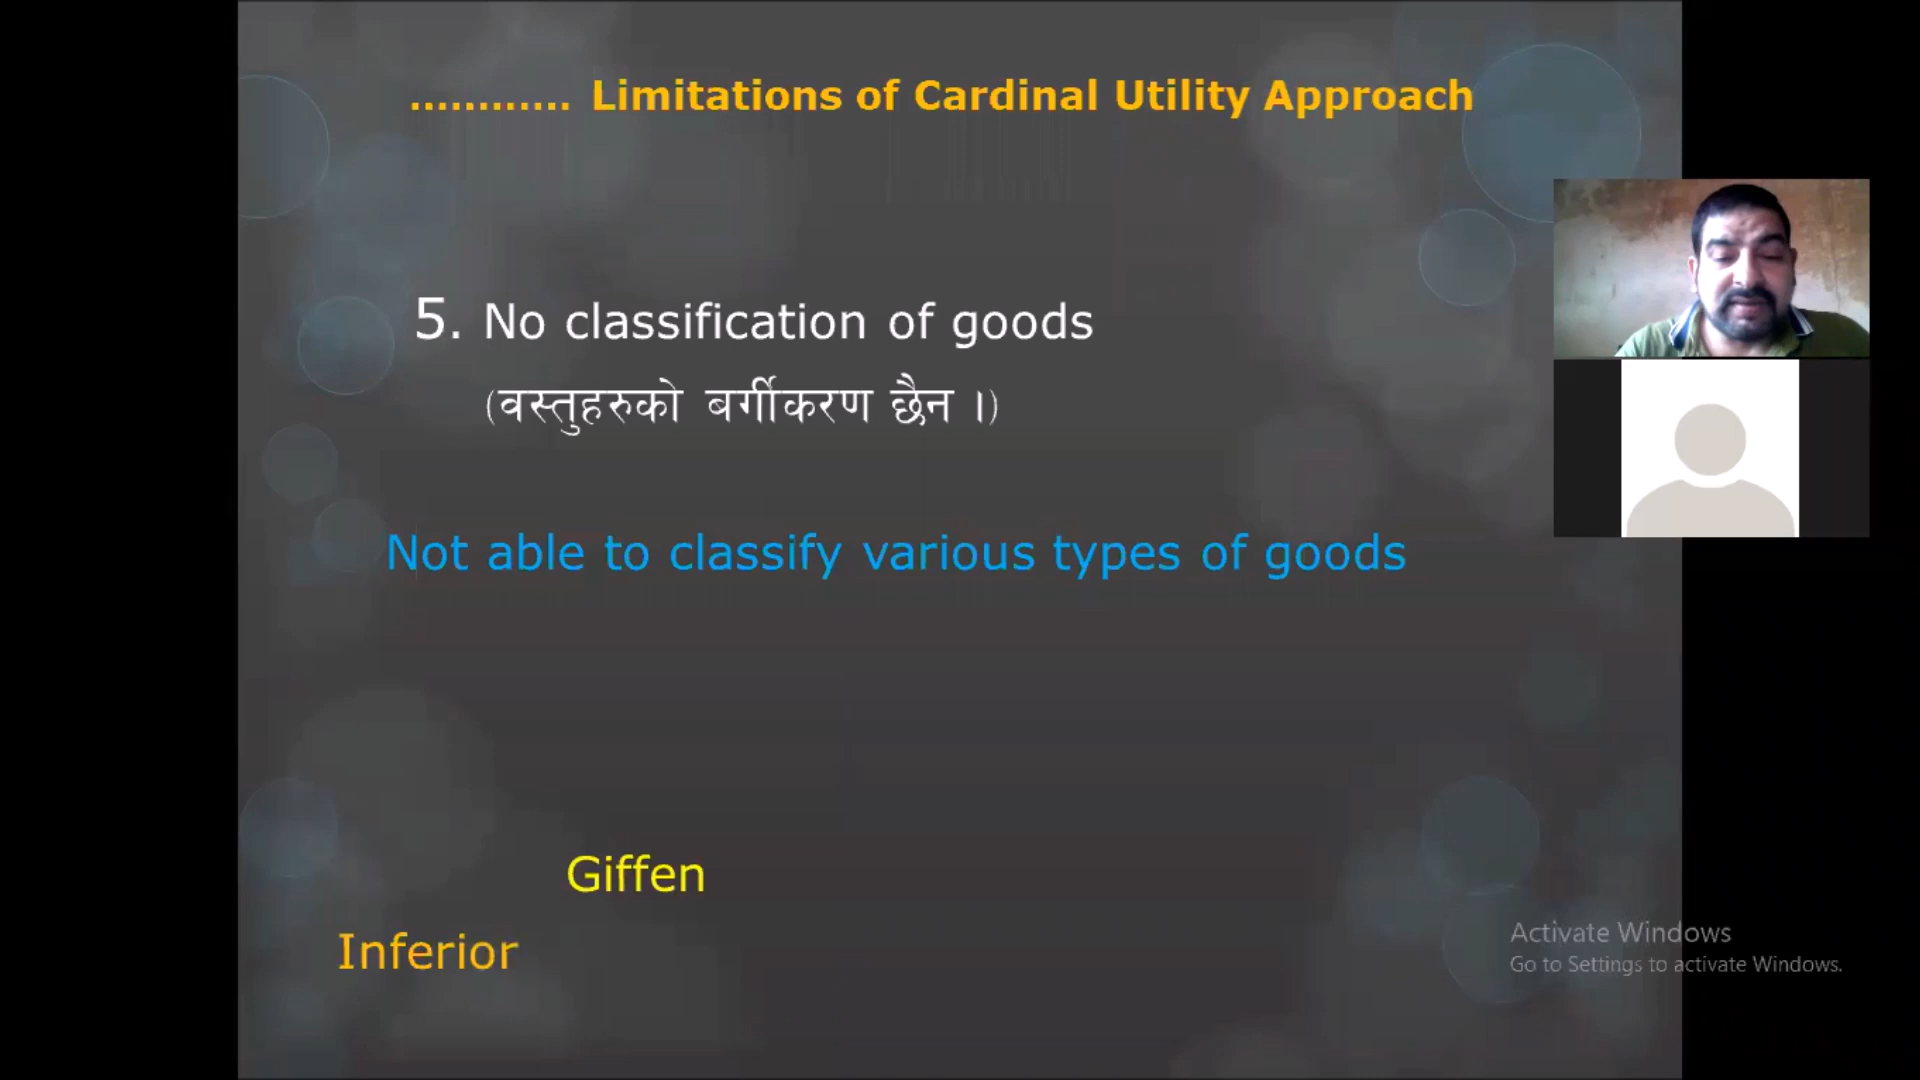 ............ Limitations of Cardinal Utility Approach
5. No classification of goods
(वस्तुहरुको बर्गीकरण छैन ।)
Not able to classify various types of goods
Giffen
Inferior
Activate Windows
Go to Settings to activate Windows.